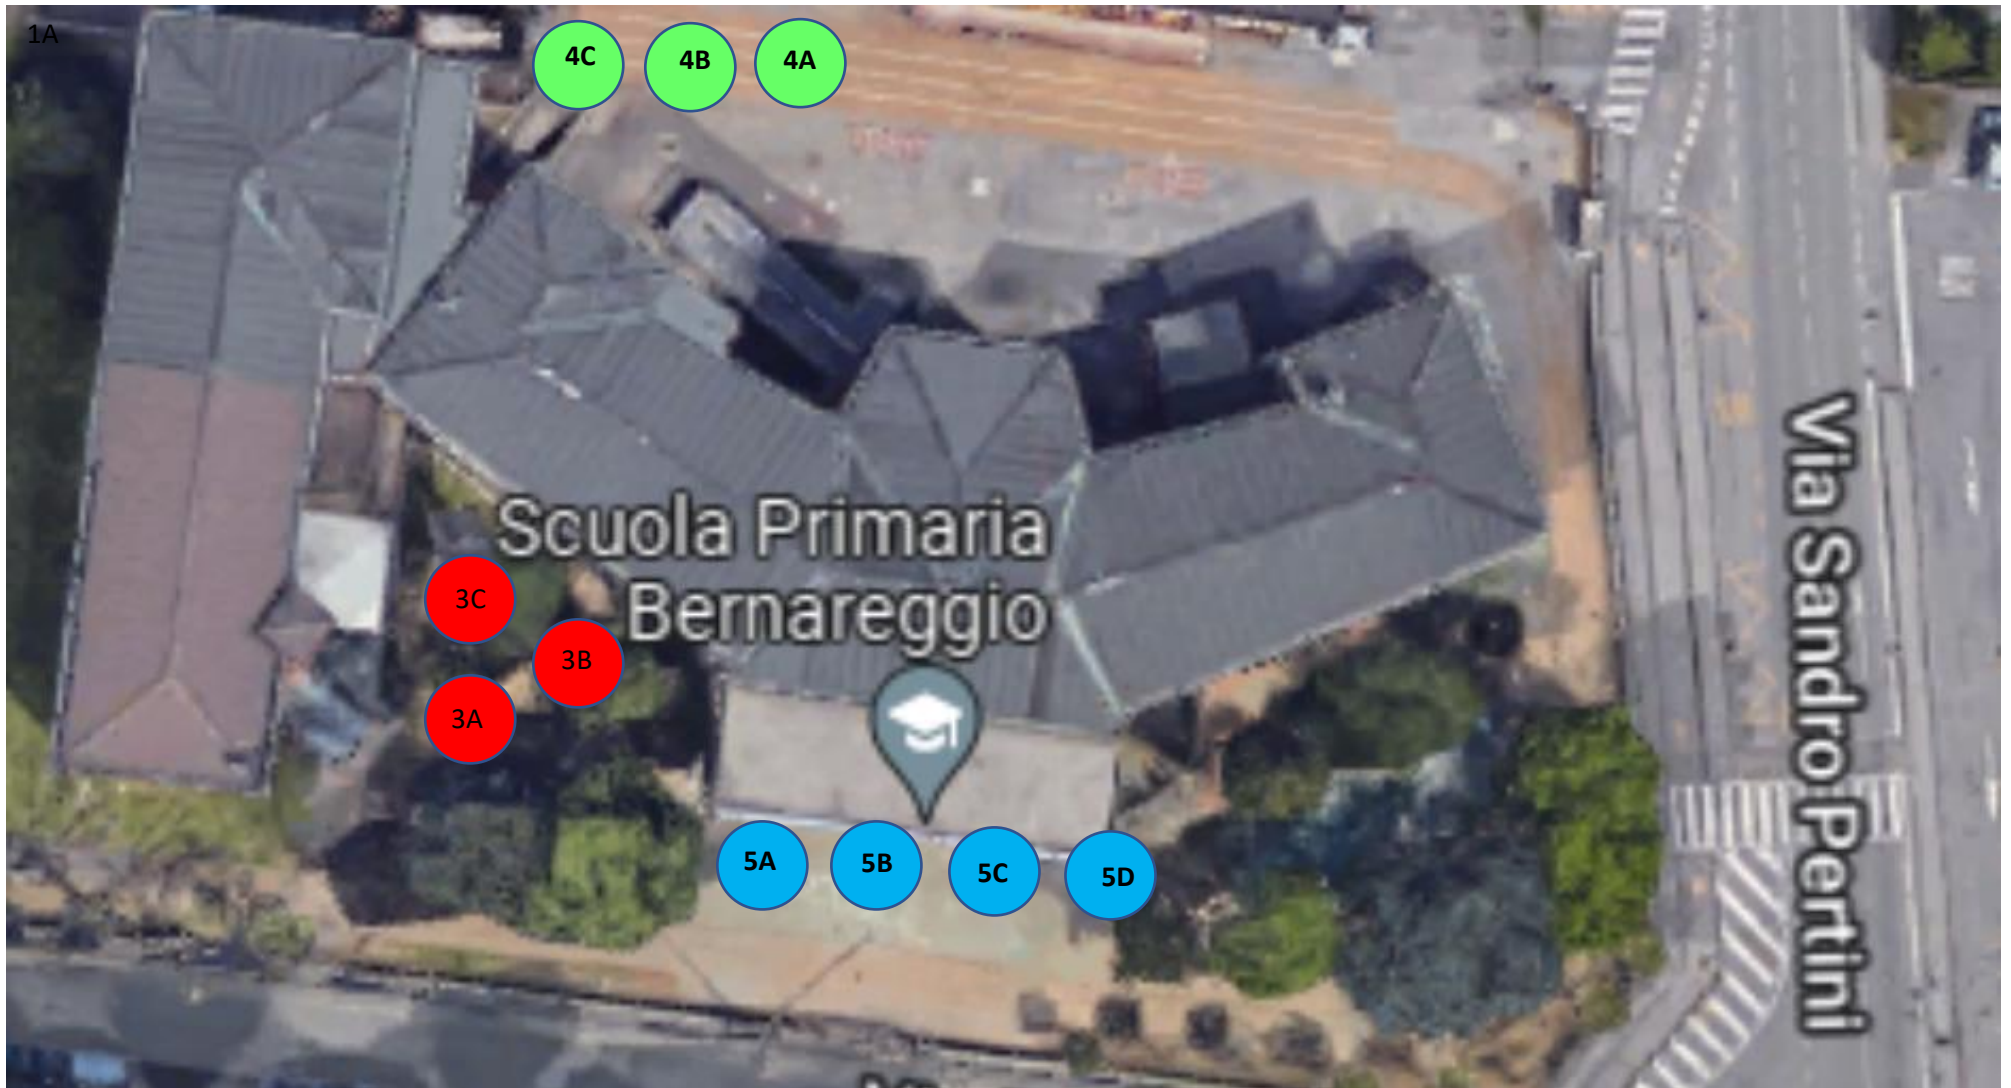 1A
4C
4B
4A
Scuola Primaria
Bernareggio
Via Sandro Pertini
3C
3B
3A
5A
5B
5C
5D